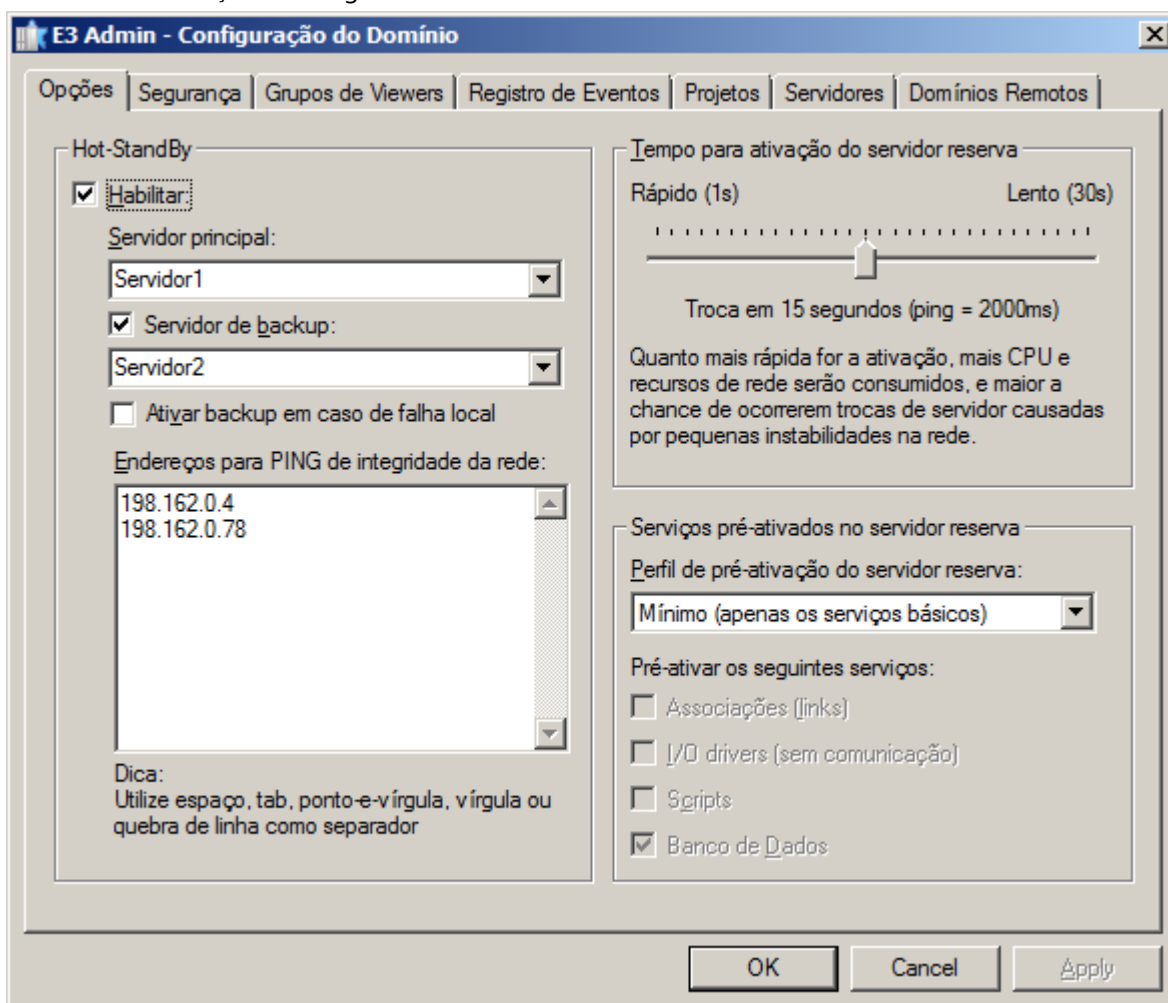 E3 Admin - Configuração do Domínio
Opções
Segurança
Grupos de Viewers
Registro de Eventos
Projetos
Servidores
Domínios Remotos
Hot-StandBy
Habilitar:
Servidor principal:
Servidor1
Servidor de backup:
Servidor2
Ativar backup em caso de falha local
Endereços para PING de integridade da rede:
198.162.0.4
198.162.0.78
Dica:
Utilize espaço, tab, ponto-e-vírgula, vírgula ou
quebra de linha como separador
Tempo para ativação do servidor reserva
Rápido (1s)
Lento (30s)
Troca em 15 segundos (ping = 2000ms)
Quanto mais rápida for a ativação, mais CPU e
recursos de rede serão consumidos, e maior a
chance de ocorrerem trocas de servidor causadas
por pequenas instabilidades na rede.
Serviços pré-ativados no servidor reserva
Perfil de pré-ativação do servidor reserva:
Mínimo (apenas os serviços básicos)
Pré-ativar os seguintes serviços:
Associações (links)
I/O drivers (sem comunicação)
Scripts
Banco de Dados
OK
Cancel
Apply